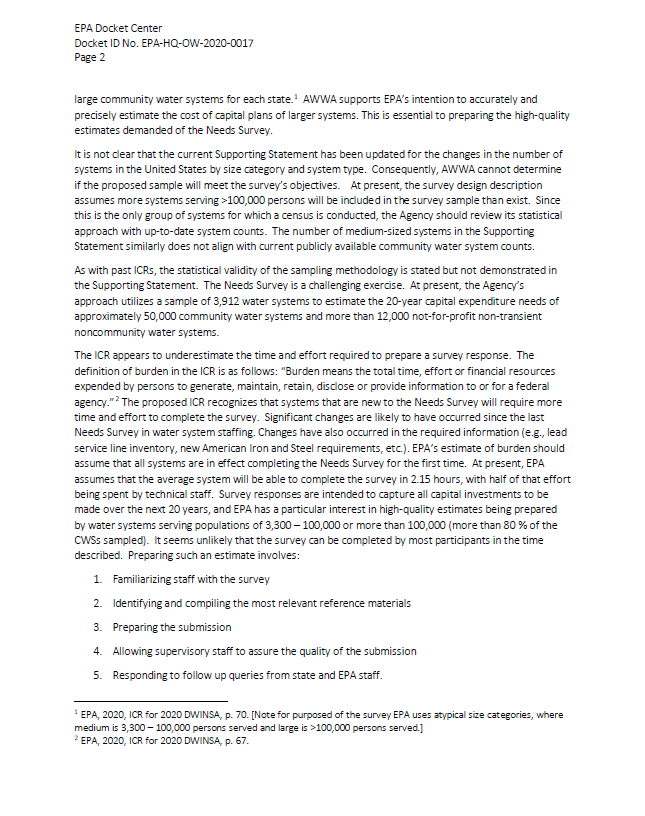 EPA Docket Center
Docket ID No. EPA-HQ-OW-2020-0017
Page 2
large community water systems for each state.¹ AWWA supports EPA's intention to accurately and
precisely estimate the cost of capital plans of larger systems. This is essential to preparing the high-quality
estimates demanded of the Needs Survey.
It is not clear that the current Supporting Statement has been updated for the changes in the number of
systems in the United States by size category and system type. Consequently, AWWA cannot determine
if the proposed sample will meet the survey's objectives. At present, the survey design description
assumes more systems serving >100,000 persons will be included in the survey sample than exist. Since
this is the only group of systems for which a census is conducted, the Agency should review its statistical
approach with up-to-date system counts. The number of medium-sized systems in the Supporting
Statement similarly does not align with current publicly available community water system counts.
As with past ICRs, the statistical validity of the sampling methodology is stated but not demonstrated in
the Supporting Statement. The Needs Survey is a challenging exercise. At present, the Agency's
approach utilizes a sample of 3,912 water systems to estimate the 20-year capital expenditure needs of
approximately 50,000 community water systems and more than 12,000 not-for-profit non-transient
noncommunity water systems.
The ICR appears to underestimate the time and effort required to prepare a survey response. The
definition of burden in the ICR is as follows: "Burden means the total time, effort or financial resources
expended by persons to generate, maintain, retain, disclose or provide information to or for a federal
agency."² The proposed ICR recognizes that systems that are new to the Needs Survey will require more
time and effort to complete the survey. Significant changes are likely to have occurred since the last
Needs Survey in water system staffing. Changes have also occurred in the required information (e.g., lead
service line inventory, new American Iron and Steel requirements, etc.). EPA's estimate of burden should
assume that all systems are in effect completing the Needs Survey for the first time. At present, EPA
assumes that the average system will be able to complete the survey in 2.15 hours, with half of that effort
being spent by technical staff. Survey responses are intended to capture all capital investments to be
made over the next 20 years, and EPA has a particular interest in high-quality estimates being prepared
by water systems serving populations of 3,300 – 100,000 or more than 100,000 (more than 80 % of the
CWSs sampled). It seems unlikely that the survey can be completed by most participants in the time
described. Preparing such an estimate involves:
1. Familiarizing staff with the survey
2. Identifying and compiling the most relevant reference materials
3. Preparing the submission
4. Allowing supervisory staff to assure the quality of the submission
5. Responding to follow up queries from state and EPA staff.
¹ EPA, 2020, ICR for 2020 DWINSA, p. 70. [Note for purposed of the survey EPA uses atypical size categories, where
medium is 3,300 – 100,000 persons served and large is >100,000 persons served.]
² EPA, 2020, ICR for 2020 DWINSA, p. 67.